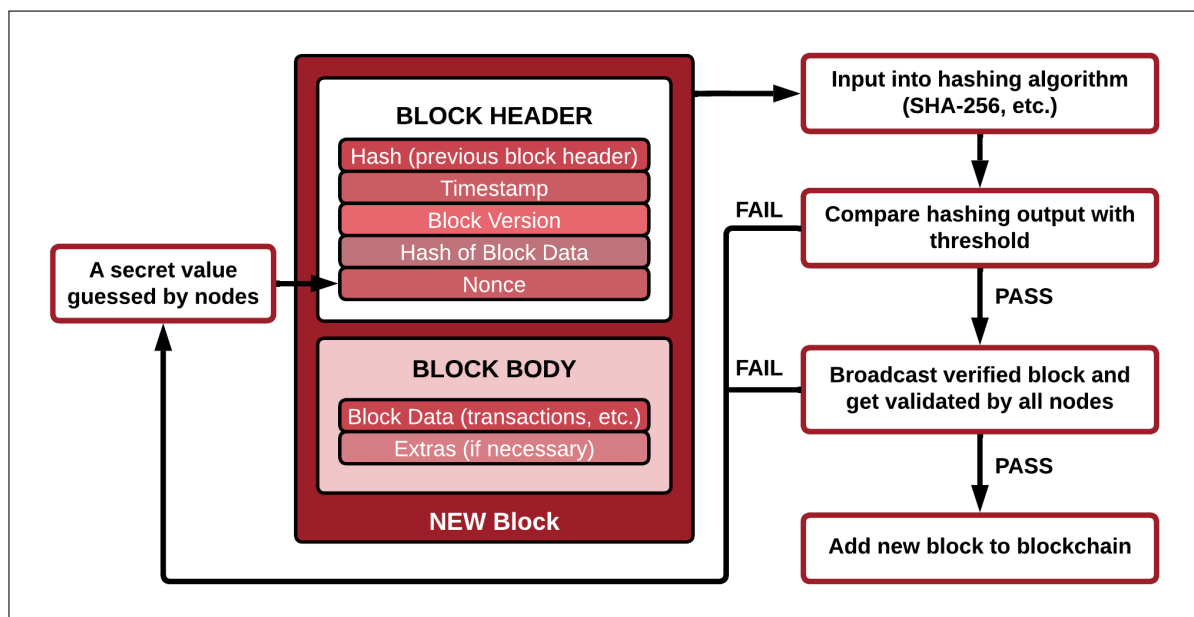 A secret value
guessed by nodes
BLOCK HEADER
Hash (previous block header)
Timestamp
Block Version
Hash of Block Data
Nonce
BLOCK BODY
Block Data (transactions, etc.)
Extras (if necessary)
NEW Block
Input into hashing algorithm
(SHA-256, etc.)
FAIL
Compare hashing output with
threshold
PASS
FAIL
Broadcast verified block and
get validated by all nodes
PASS
Add new block to blockchain